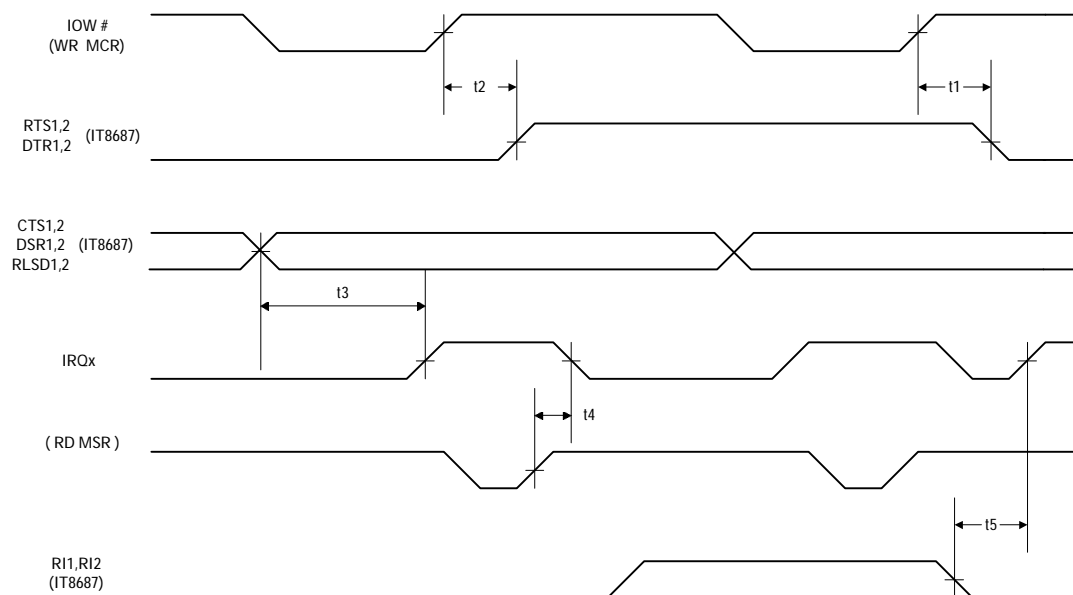 IOW #
(WR MCR)
t2
t1
RTS1,2
DTR1,2
(IT8687)
CTS1,2
DSR1,2
RLSD1,2
(IT8687)
t3
IRQx
t4
( RD MSR )
t5
RI1,RI2
(IT8687)